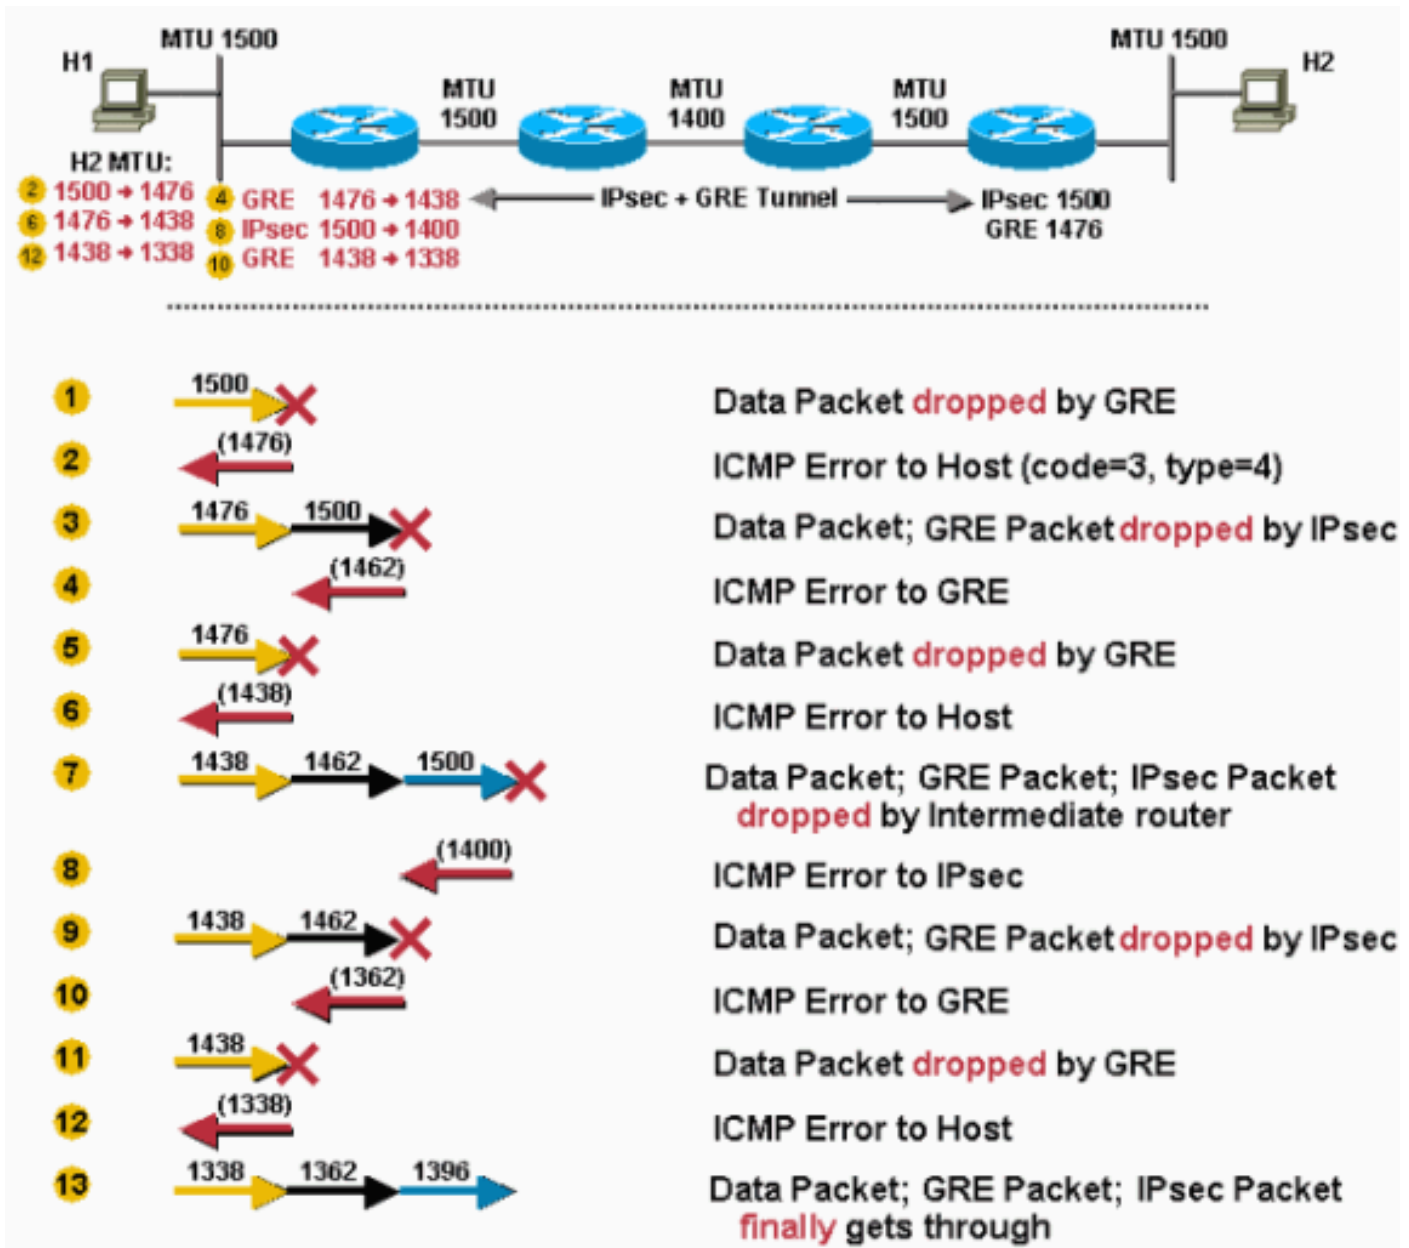 MTU 1500
MTU 1500
H1
H2
MTU
1500
MTU
1400
MTU
1500
H2 MTU:
2 1500 → 1476
6 1476 → 1438
12 1438 → 1338
4 GRE 1476 → 1438
8 IPsec 1500 → 1400
10 GRE 1438 → 1338
IPsec + GRE Tunnel
IPsec 1500
GRE 1476
1 1500 Data Packet dropped by GRE
2 (1476) ICMP Error to Host (code=3, type=4)
3 1476 1500 Data Packet; GRE Packet dropped by IPsec
4 (1462) ICMP Error to GRE
5 1476 Data Packet dropped by GRE
6 (1438) ICMP Error to Host
7 1438 1462 1500 Data Packet; GRE Packet; IPsec Packet
dropped by Intermediate router
8 (1400) ICMP Error to IPsec
9 1438 1462 Data Packet; GRE Packet dropped by IPsec
10 (1362) ICMP Error to GRE
11 1438 Data Packet dropped by GRE
12 (1338) ICMP Error to Host
13 1338 1362 1396 Data Packet; GRE Packet; IPsec Packet
finally gets through